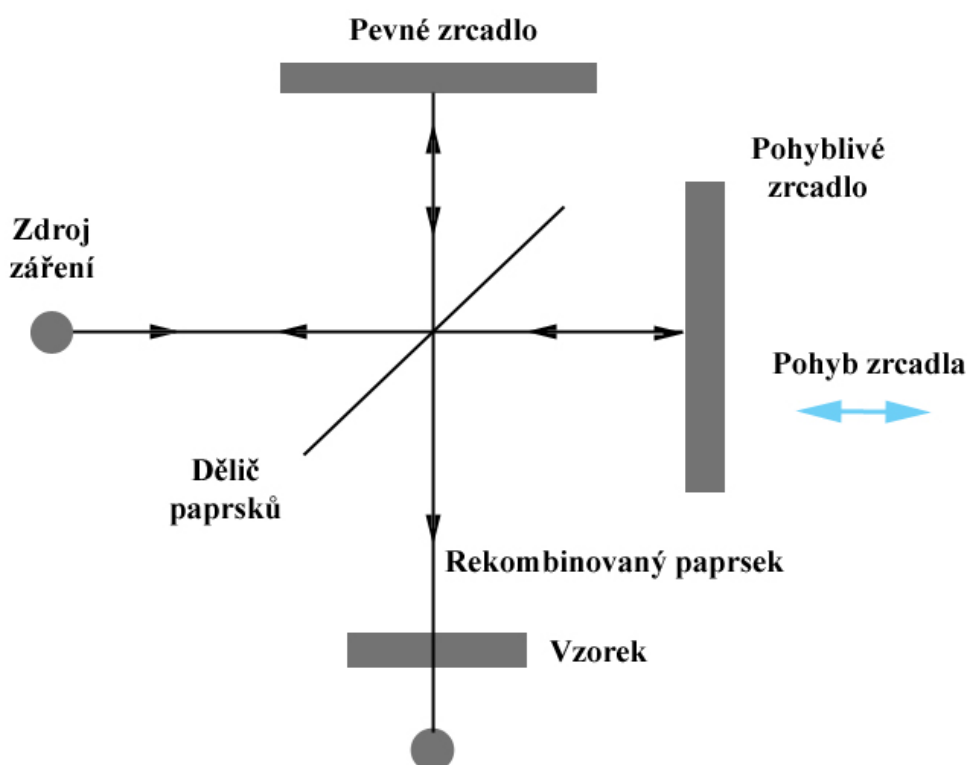 Pevné zrcadlo
Pohyblivé
zrcadlo
Zdroj
záření
Pohyb zrcadla
Dělič
paprsků
Rekombinovaný paprsek
Vzorek